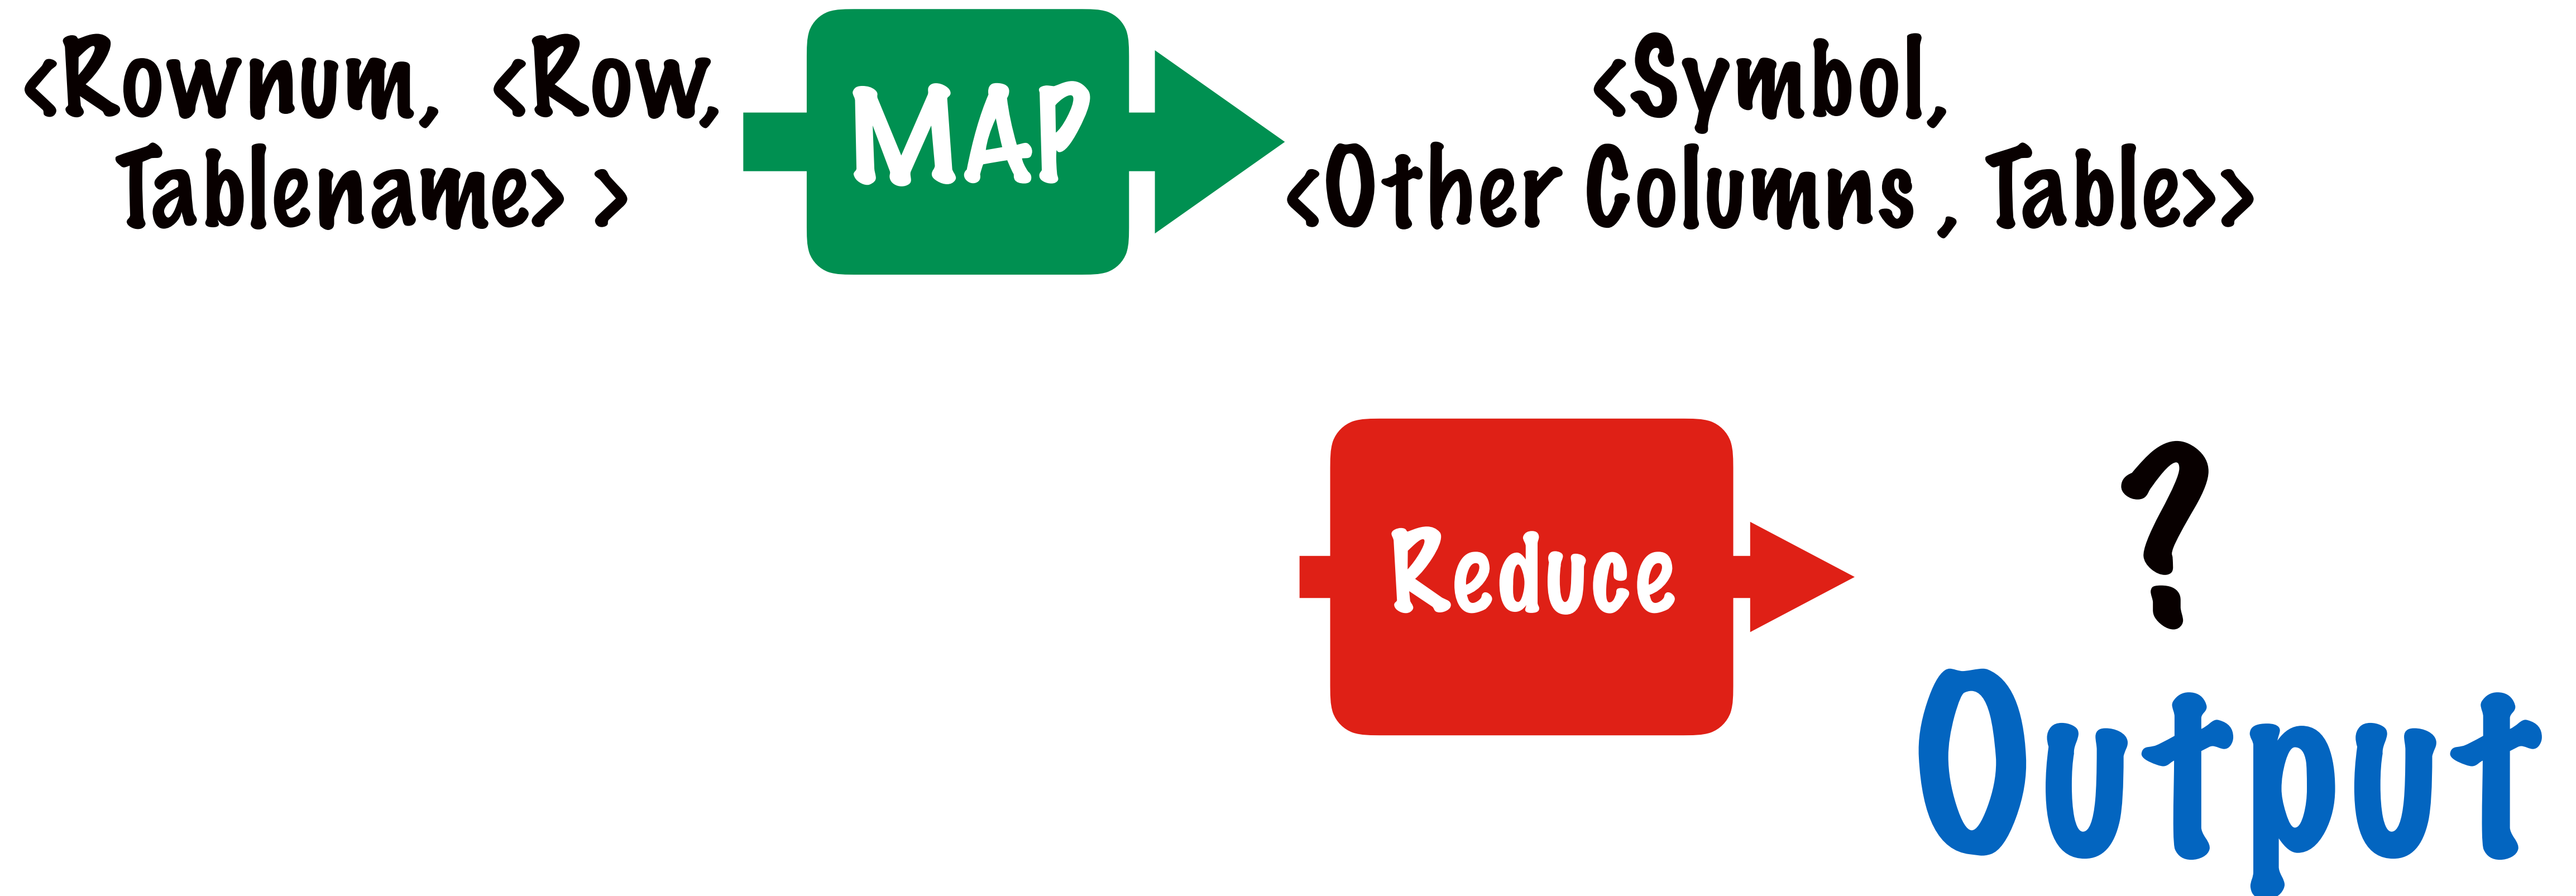 <Rownum, <Row,
Tablename> >
MAP
<Symbol,
<Other Columns , Table>>
Reduce
?
Output